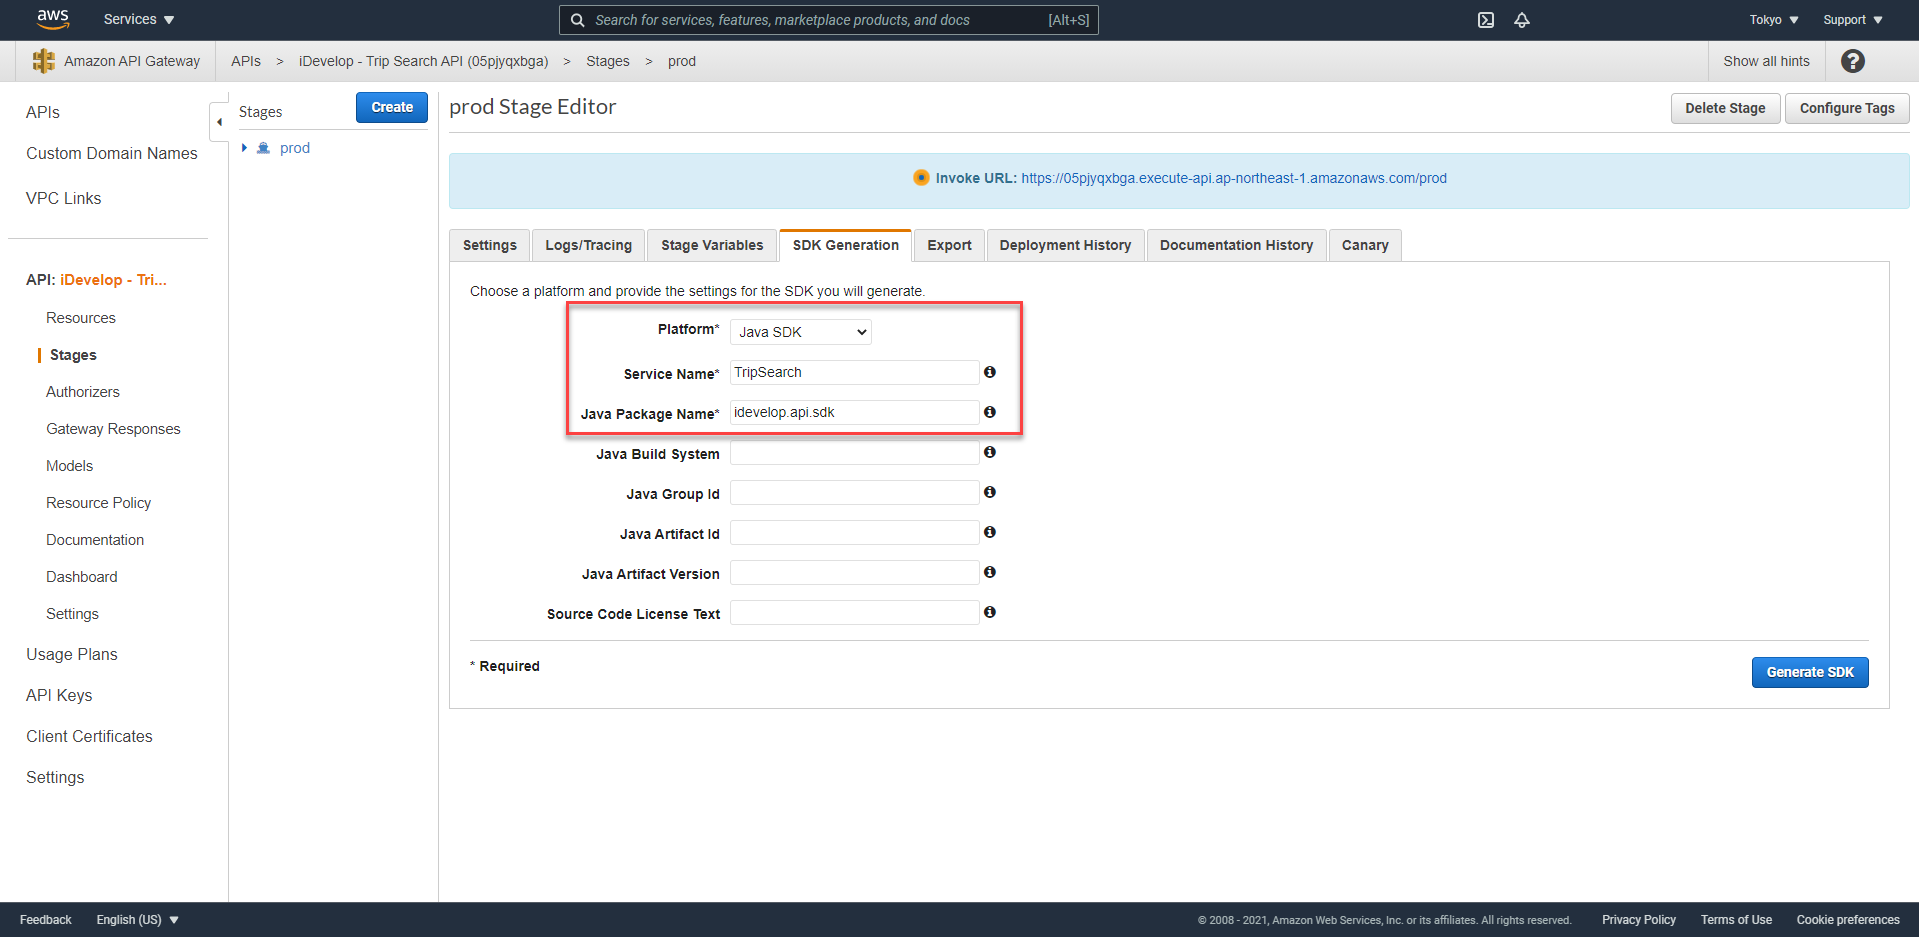 aws Services Search for services, features, marketplace products, and docs [Alt+S] Tokyo Support
Amazon API Gateway APIs > iDevelop - Trip Search API (05pjyqxbga) > Stages > prod Show all hints ?
APIs
Custom Domain Names
VPC Links
API: iDevelop - Tri...
Resources
Stages
Authorizers
Gateway Responses
Models
Resource Policy
Documentation
Dashboard
Settings
Usage Plans
API Keys
Client Certificates
Settings
Stages Create
prod
prod Stage Editor Delete Stage Configure Tags
Invoke URL: https://05pjyqxbga.execute-api.ap-northeast-1.amazonaws.com/prod
Settings Logs/Tracing Stage Variables SDK Generation Export Deployment History Documentation History Canary
Choose a platform and provide the settings for the SDK you will generate.
Platform* Java SDK
Service Name* TripSearch
Java Package Name* idevelop.api.sdk
Java Build System
Java Group Id
Java Artifact Id
Java Artifact Version
Source Code License Text
* Required
Generate SDK
Feedback English (US) © 2008 - 2021, Amazon Web Services, Inc. or its affiliates. All rights reserved. Privacy Policy Terms of Use Cookie preferences